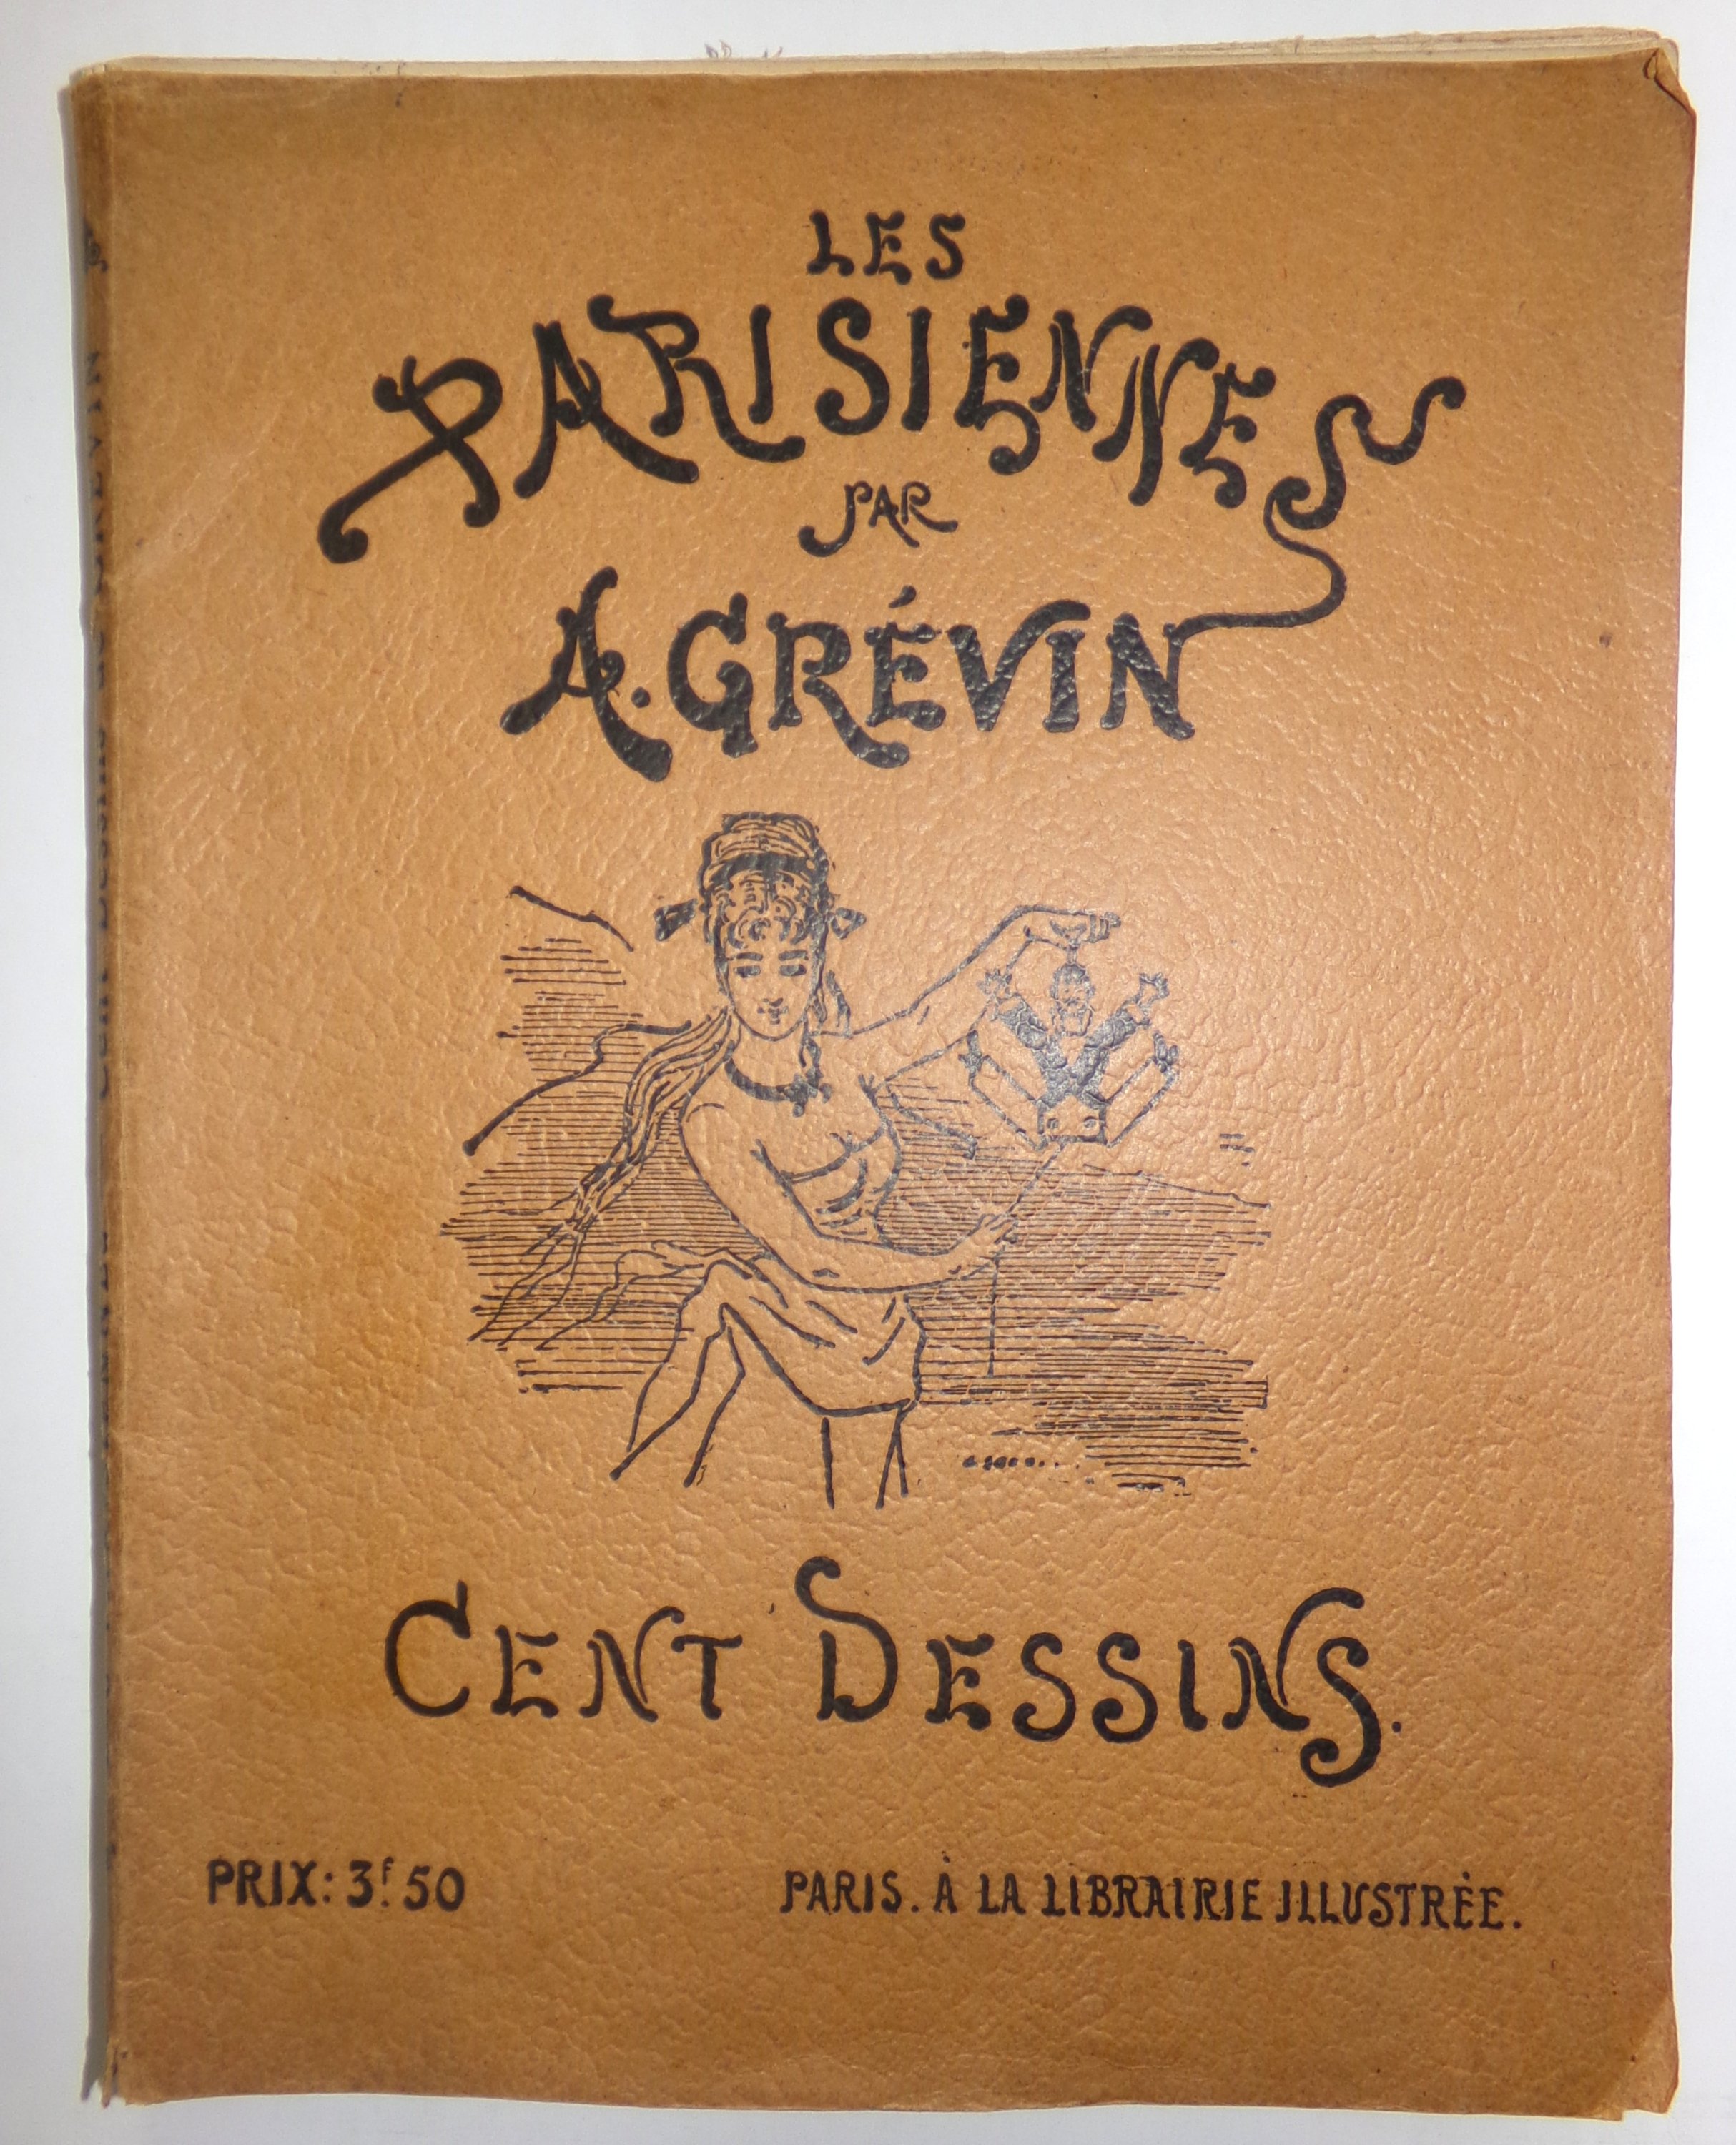 LES
PARISIENNES
PAR
A. GRÉVIN
CENT DESSINS.
PRIX: 3f. 50
PARIS. À LA LIBRAIRIE ILLUSTRÉE.